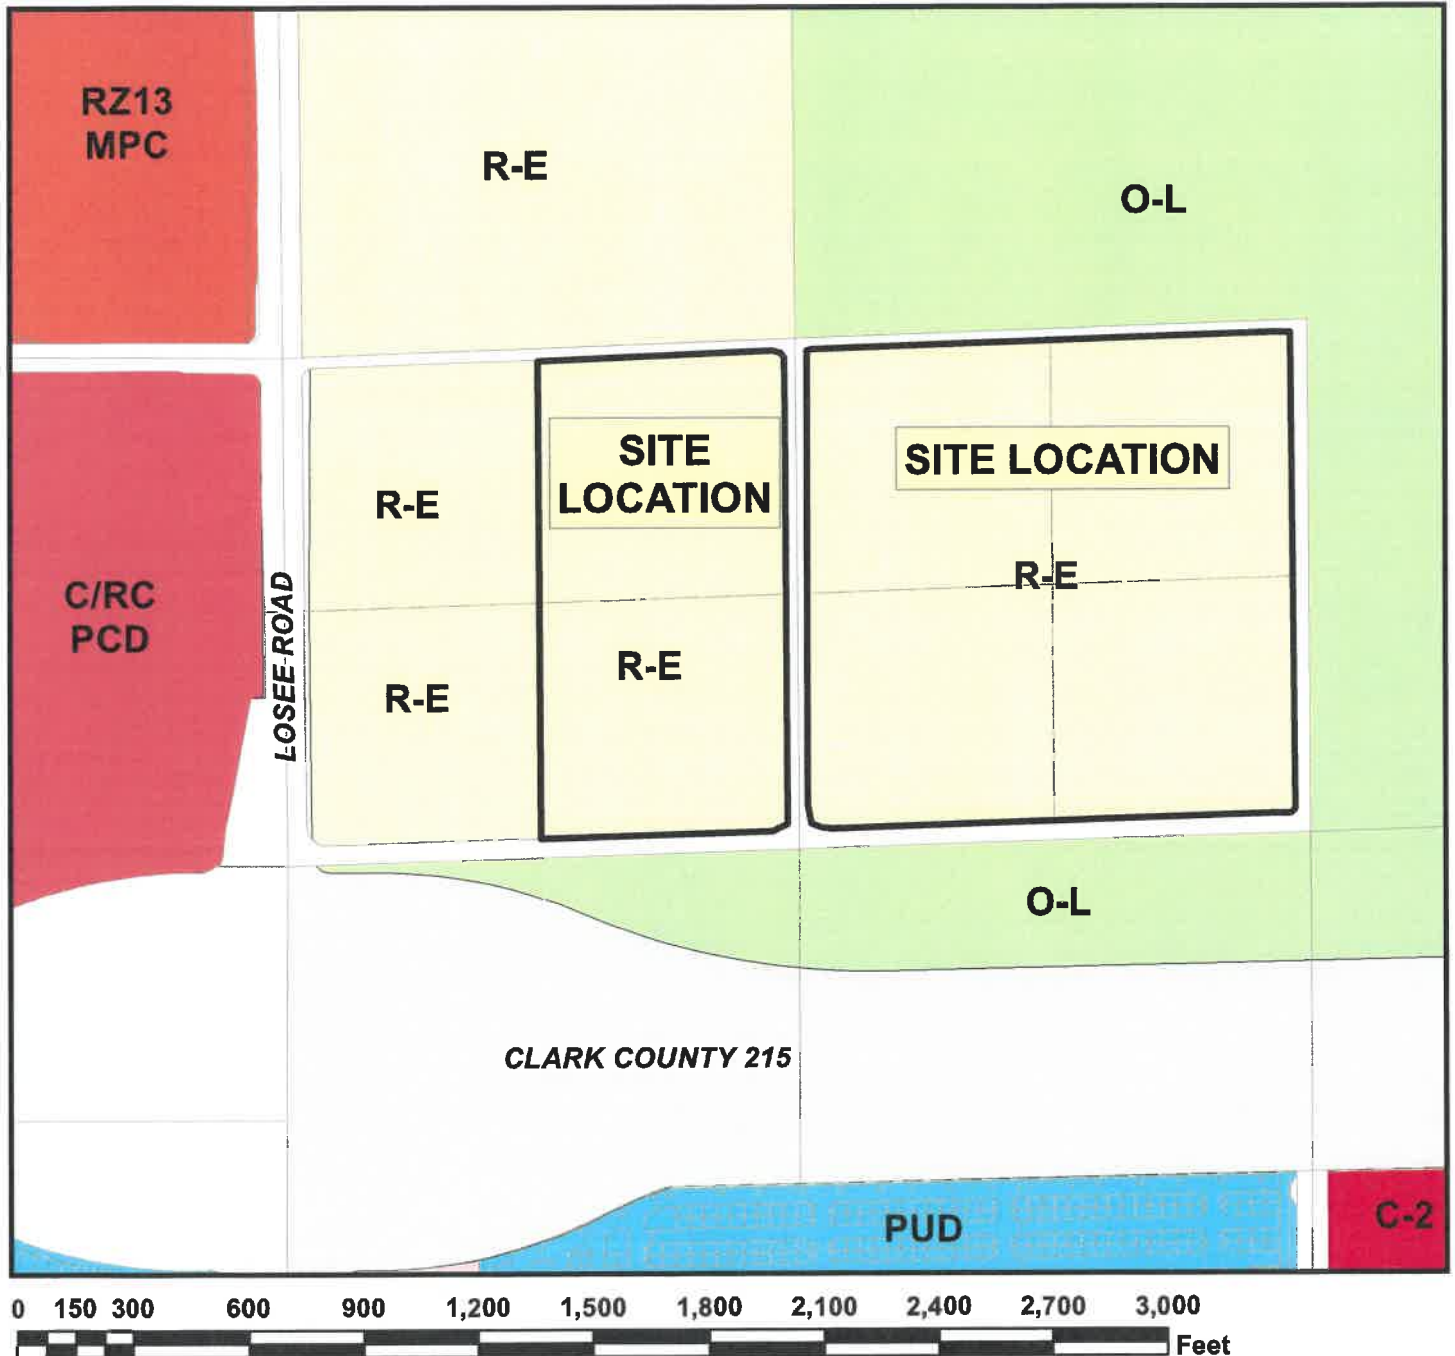 RZ13
MPC
R-E
O-L
SITE
LOCATION
SITE LOCATION
R-E
R-E
C/RC
PCD
LOSEE ROAD
R-E
R-E
O-L
CLARK COUNTY 215
PUD
C-2
0 150 300 600 900 1,200 1,500 1,800 2,100 2,400 2,700 3,000
Feet